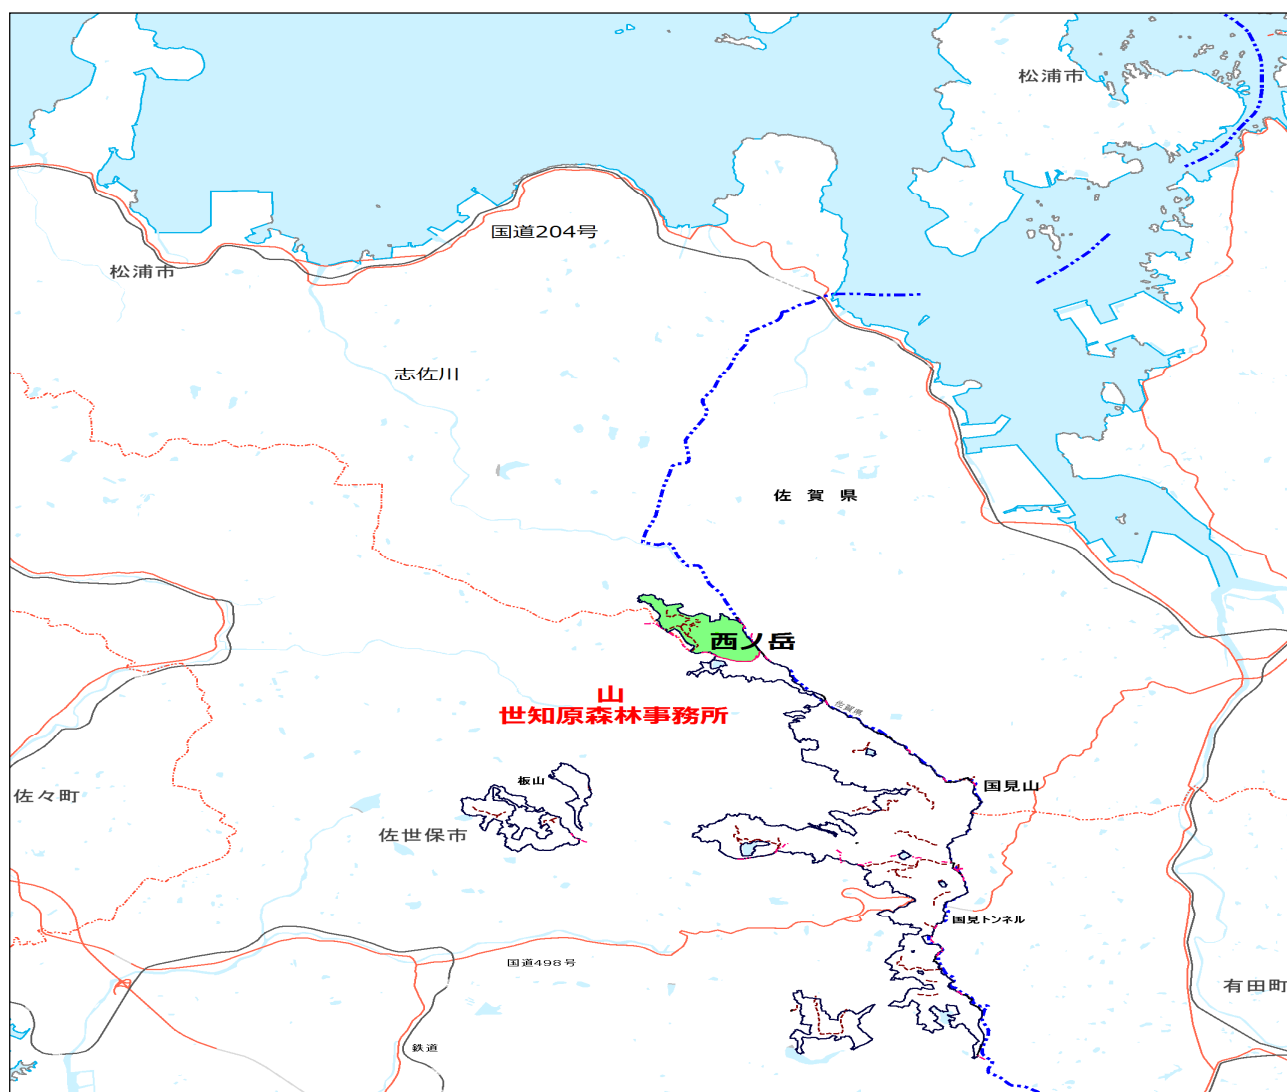 松浦市
国道204号
松浦市
志佐川
佐賀県
西ノ岳
山
世知原森林事務所
佐賀県
板山
国見山
佐々町
佐世保市
国見トンネル
国道498号
有田町
鉄道